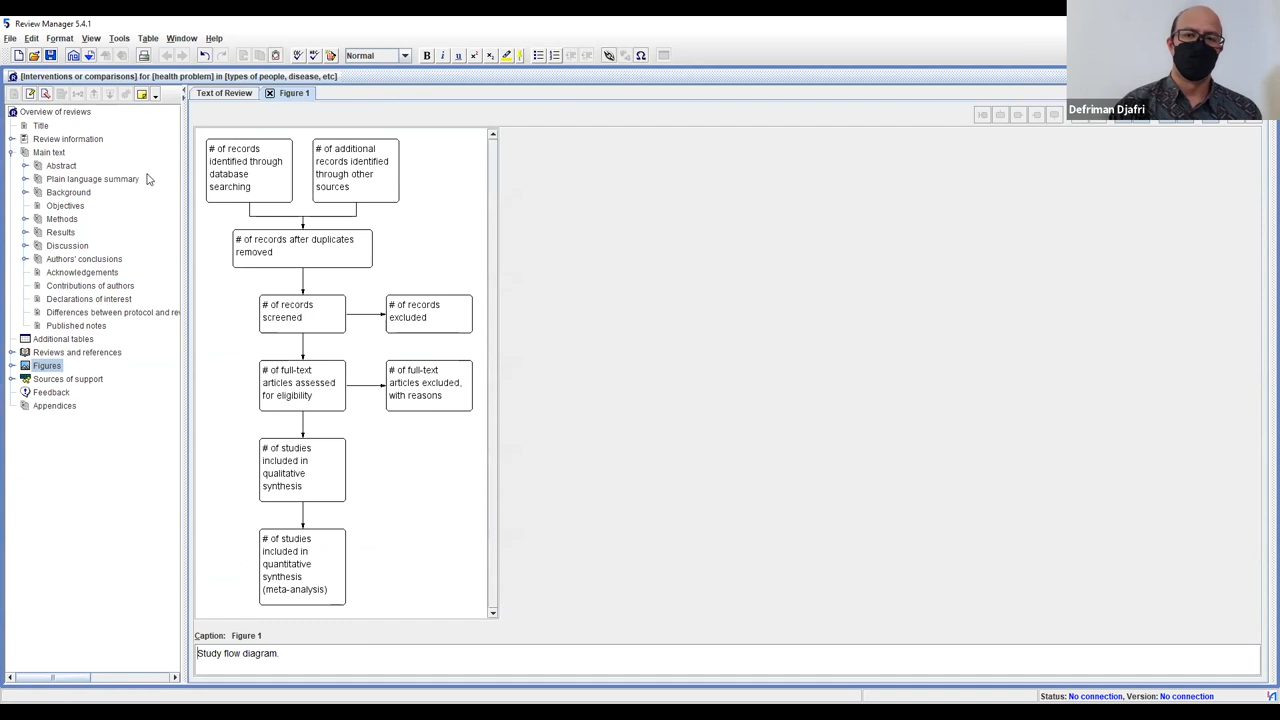 Review Manager 5.4.1
File Edit Format View Tools Table Window Help
Normal
[Interventions or comparisons] for [health problem] in [types of people, disease, etc]
Text of Review
Figure 1
Overview of reviews
Title
Review information
Main text
Abstract
Plain language summary
Background
Objectives
Methods
Results
Discussion
Authors' conclusions
Acknowledgements
Contributions of authors
Declarations of interest
Differences between protocol and re
Published notes
Additional tables
Reviews and references
Figures
Sources of support
Feedback
Appendices
# of records
identified through
database
searching
# of additional
records identified
through other
sources
# of records after duplicates
removed
# of records
screened
# of records
excluded
# of full-text
articles assessed
for eligibility
# of full-text
articles excluded,
with reasons
# of studies
included in
qualitative
synthesis
# of studies
included in
quantitative
synthesis
(meta-analysis)
Caption: Figure 1
Study flow diagram.
Status: No connection, Version: No connection
Defriman Djafri